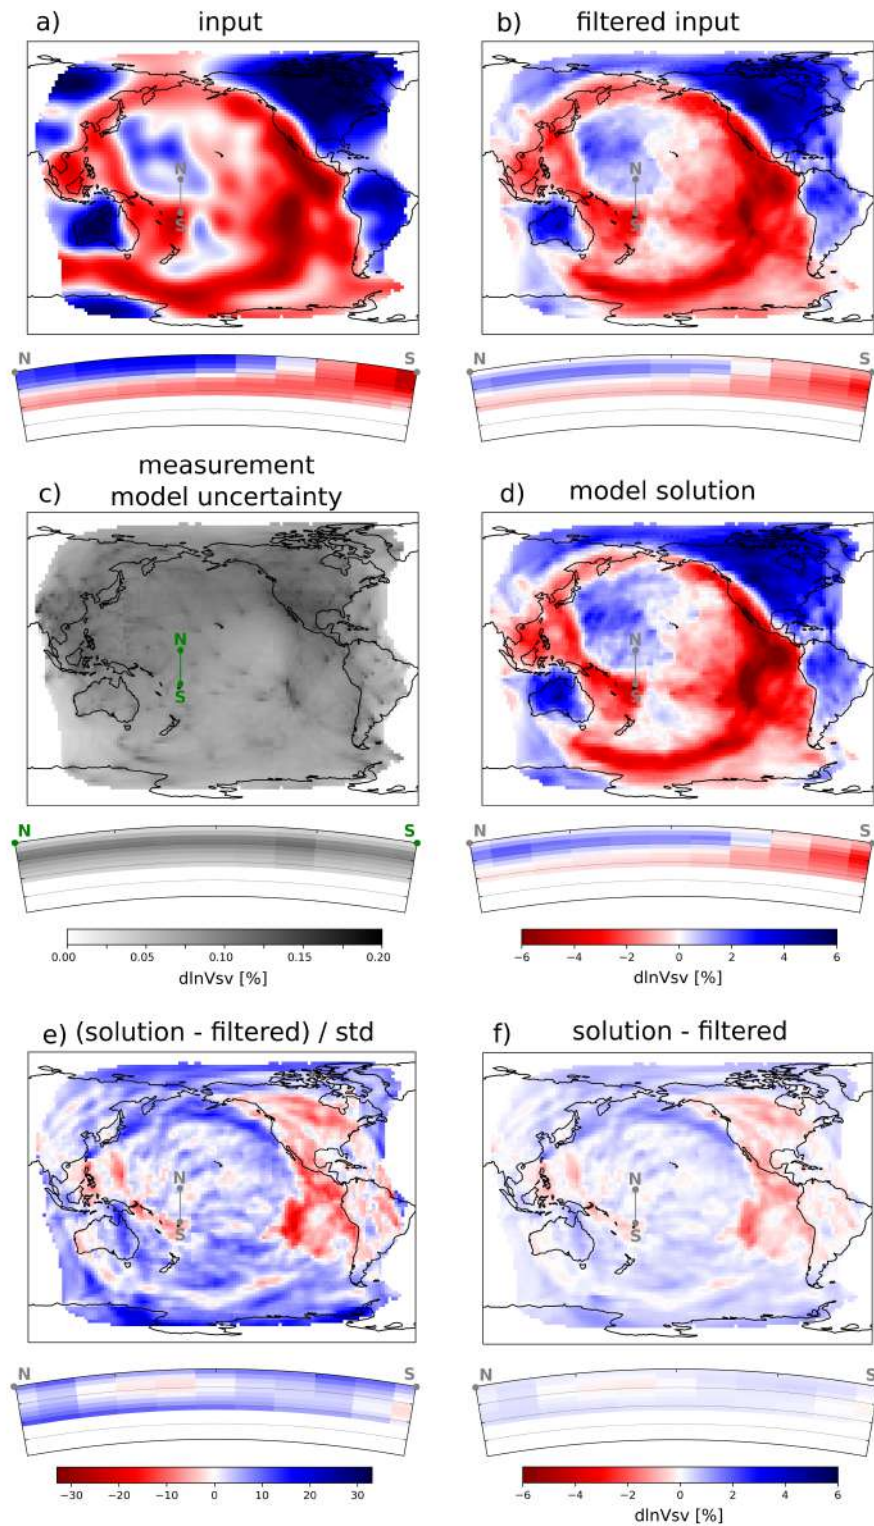 a) input
b) filtered input
N
S
N
S
N S
N S
c) measurement
model uncertainty
d) model solution
N
S
N
S
N S
N S
0.00 0.05 0.10 0.15 0.20
dlnVsv [%]
−6 −4 −2 0 2 4 6
dlnVsv [%]
e) (solution - filtered) / std
f) solution - filtered
N
S
N
S
N S
N S
−30 −20 −10 0 10 20 30
−6 −4 −2 0 2 4 6
dlnVsv [%]